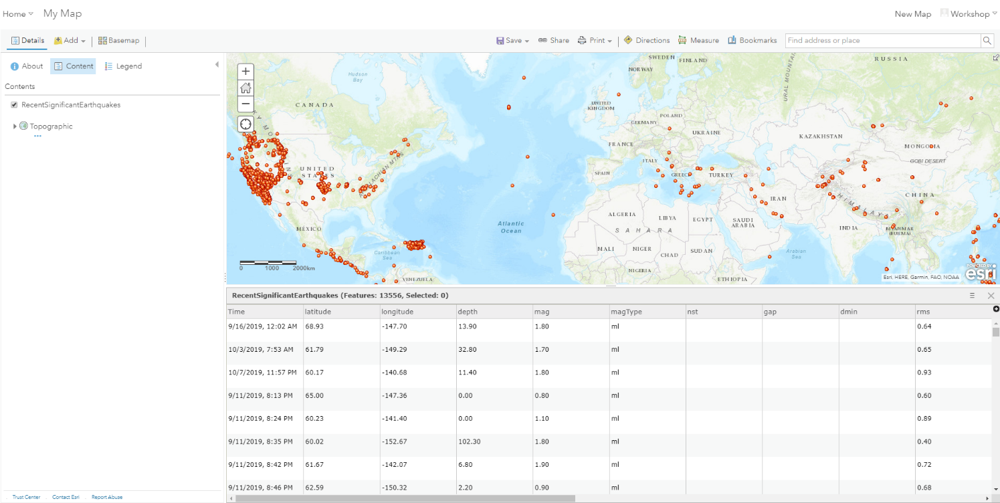 Home My Map New Map Workshop
Details Add Basemap Save Share Print Directions Measure Bookmarks Find address or place
About Content Legend
Contents
RecentSignificantEarthquakes
Topographic
SWEDEN FINLAND RUSSIA
NORWAY
URAL MOUNTAI
Hudson
Bay
CANADA
UNITED
KINGDOM
POLAND
GERMANY
UKRAINE
KAZAKHSTAN
FRANCE
MONGOLIA
ITALY
GOBI DESERT
UNITED
STATES
APPALACHIAN MTS
SPAIN
GREECE
TURKEY
IRAN
CHINA
HIMALAYA
ALGERIA
LIBYA
EGYPT
SAUDI
ARABIA
Atlantic
Ocean
SAHARA
MÉXICO
INDIA
MYANMAR
(BURMA)
MALI
NIGER
CHAD
SUDAN
Caribbean
Sea
Arabian
Sea
NIGERIA
VENEZUELA
ETHIOPIA
0 1000 2000km
Esri, HERE, Garmin, FAO, NOAA
POWERED BY
esri
RecentSignificantEarthquakes (Features: 13556, Selected: 0)
Time latitude longitude depth mag magType nst gap dmin rms
9/16/2019, 12:02 AM 68.93 -147.70 13.90 1.80 ml 0.64
10/3/2019, 7:53 AM 61.79 -149.29 32.80 1.70 ml 0.65
10/7/2019, 11:57 PM 60.17 -140.68 11.40 1.80 ml 0.93
9/11/2019, 8:13 PM 65.00 -147.36 0.00 0.80 ml 0.60
9/11/2019, 8:24 PM 60.23 -141.40 0.00 1.10 ml 0.89
9/11/2019, 8:35 PM 60.02 -152.67 102.30 1.80 ml 0.40
9/11/2019, 8:42 PM 61.67 -142.07 6.80 1.90 ml 0.72
9/11/2019, 8:46 PM 62.59 -150.32 2.20 0.90 ml 0.68
Trust Center Contact Esri Report Abuse